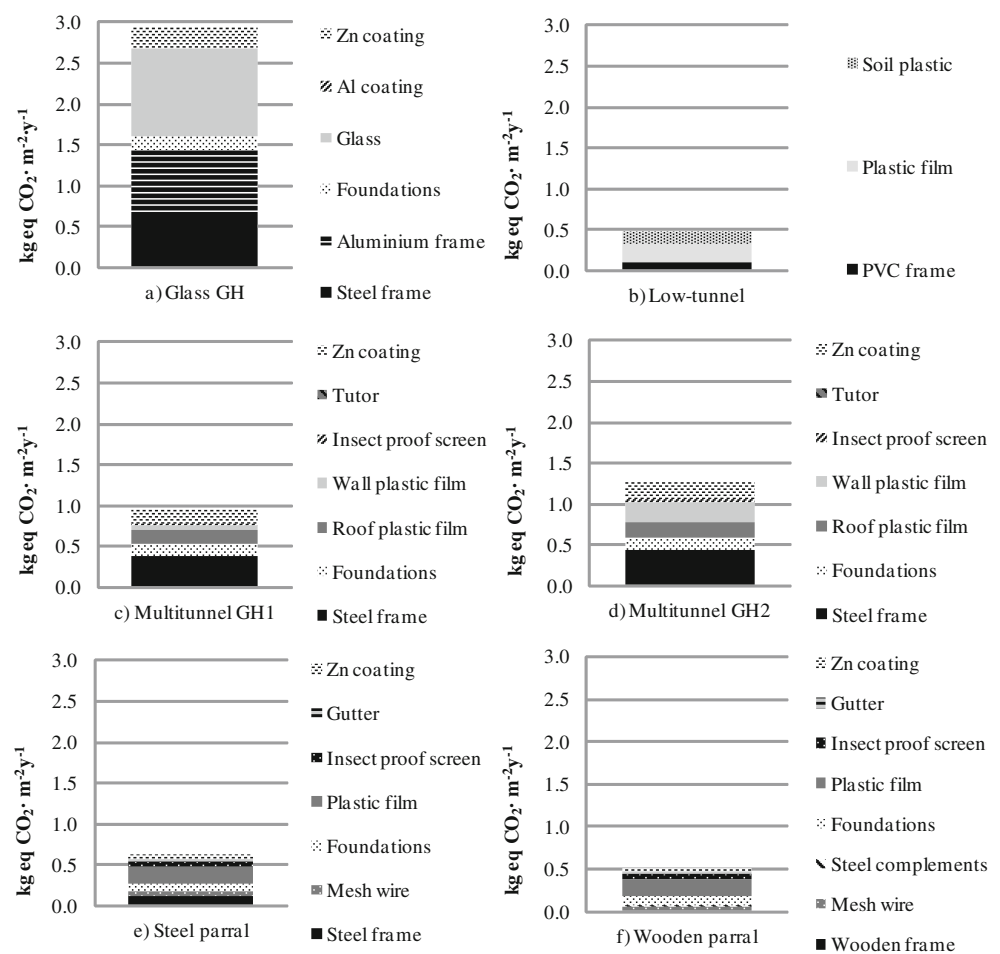 kg eq CO2· m-2·y-1
3.0
2.5
2.0
1.5
1.0
0.5
0.0
a) Glass GH
Zn coating
Al coating
Glass
Foundations
Aluminium frame
Steel frame
kg eq CO2· m-2y-1
3.0
2.5
2.0
1.5
1.0
0.5
0.0
b) Low-tunnel
Soil plastic
Plastic film
PVC frame
kg eq CO2· m-2y-1
3.0
2.5
2.0
1.5
1.0
0.5
0.0
c) Multitunnel GH1
Zn coating
Tutor
Insect proof screen
Wall plastic film
Roof plastic film
Foundations
Steel frame
kg eq CO2· m-2y-1
3.0
2.5
2.0
1.5
1.0
0.5
0.0
d) Multitunnel GH2
Zn coating
Tutor
Insect proof screen
Wall plastic film
Roof plastic film
Foundations
Steel frame
kg eq CO2· m-2y-1
3.0
2.5
2.0
1.5
1.0
0.5
0.0
e) Steel parral
Zn coating
Gutter
Insect proof screen
Plastic film
Foundations
Mesh wire
Steel frame
kg eq CO2· m-2y-1
3.0
2.5
2.0
1.5
1.0
0.5
0.0
f) Wooden parral
Zn coating
Gutter
Insect proof screen
Plastic film
Foundations
Steel complements
Mesh wire
Wooden frame